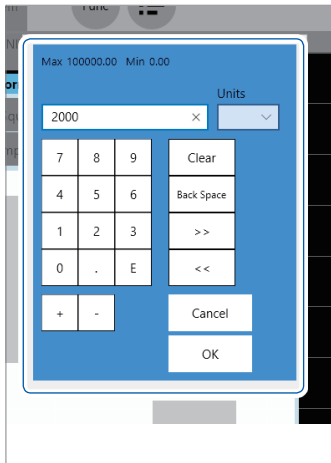 Func
Max 100000.00 Min 0.00
Units
2000 ×
7 8 9 Clear
4 5 6 Back Space
1 2 3 >>
0 . E <<
+ - Cancel
OK